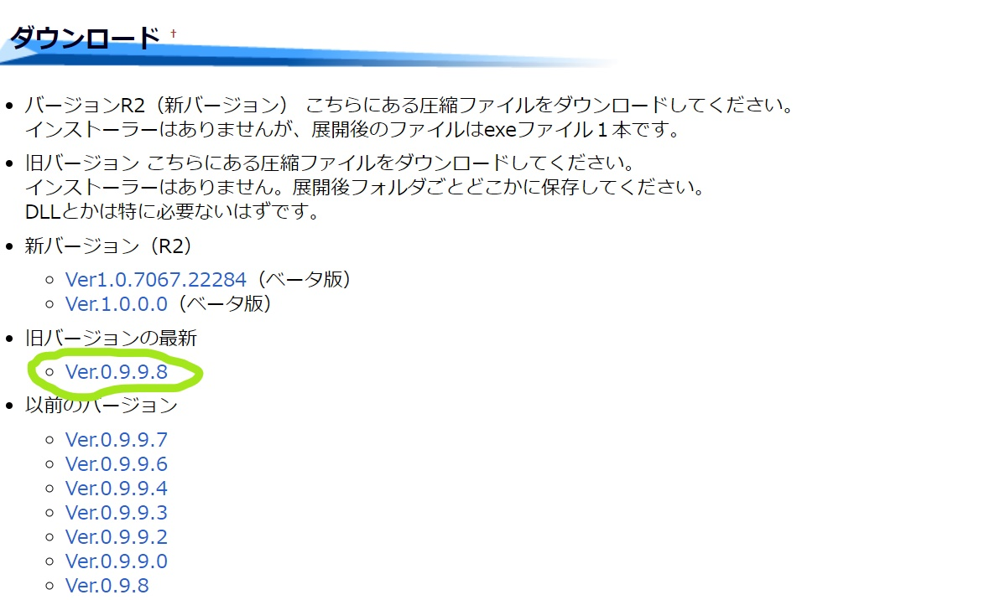 ダウンロード †
バージョンR2（新バージョン） こちらにある圧縮ファイルをダウンロードしてください。
インストーラーはありませんが、展開後のファイルはexeファイル１本です。
旧バージョン こちらにある圧縮ファイルをダウンロードしてください。
インストーラーはありません。展開後フォルダごとどこかに保存してください。
DLLとかは特に必要ないはずです。
新バージョン（R2）
Ver1.0.7067.22284（ベータ版）
Ver.1.0.0.0（ベータ版）
旧バージョンの最新
Ver.0.9.9.8
以前のバージョン
Ver.0.9.9.7
Ver.0.9.9.6
Ver.0.9.9.4
Ver.0.9.9.3
Ver.0.9.9.2
Ver.0.9.9.0
Ver.0.9.8